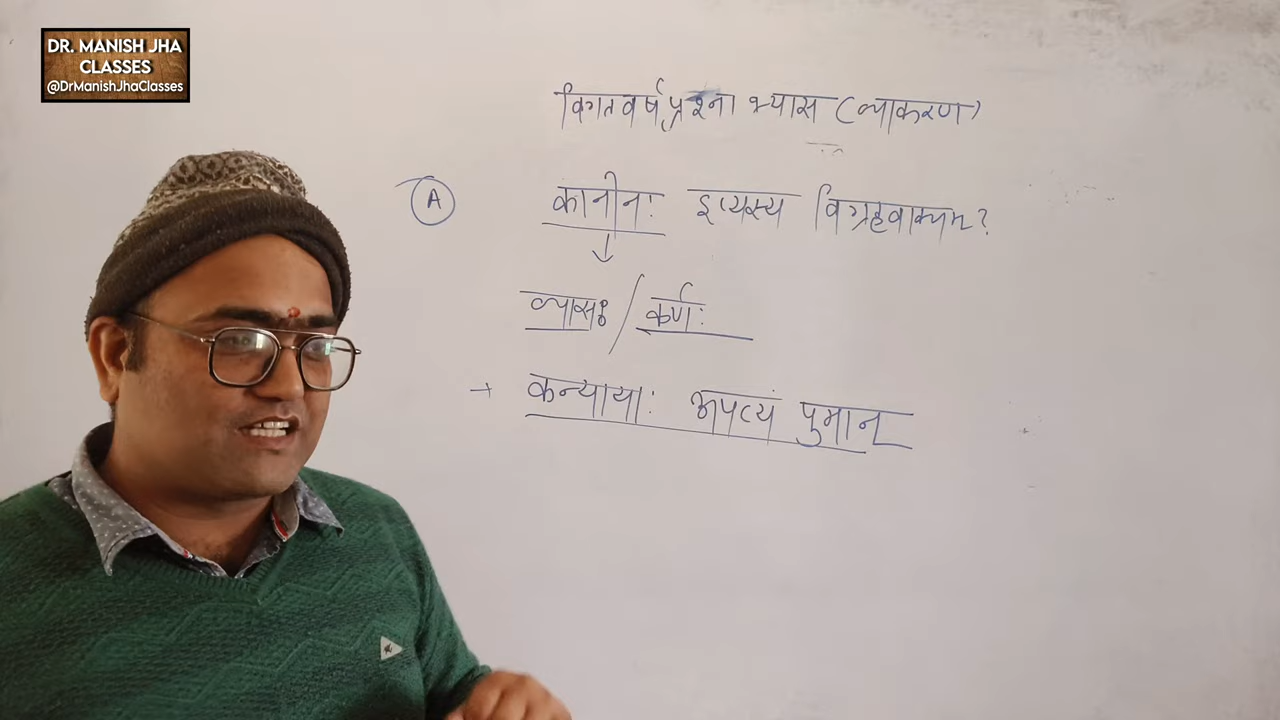 DR. MANISH JHA
CLASSES
@DrManishJhaClasses
विगतवर्षप्रश्नाभ्यास (व्याकरण)
A कानीनः इत्यस्य विग्रहवाक्यम्?
↓
व्यासः / कर्णः
→ कन्यायाः अपत्यं पुमान्